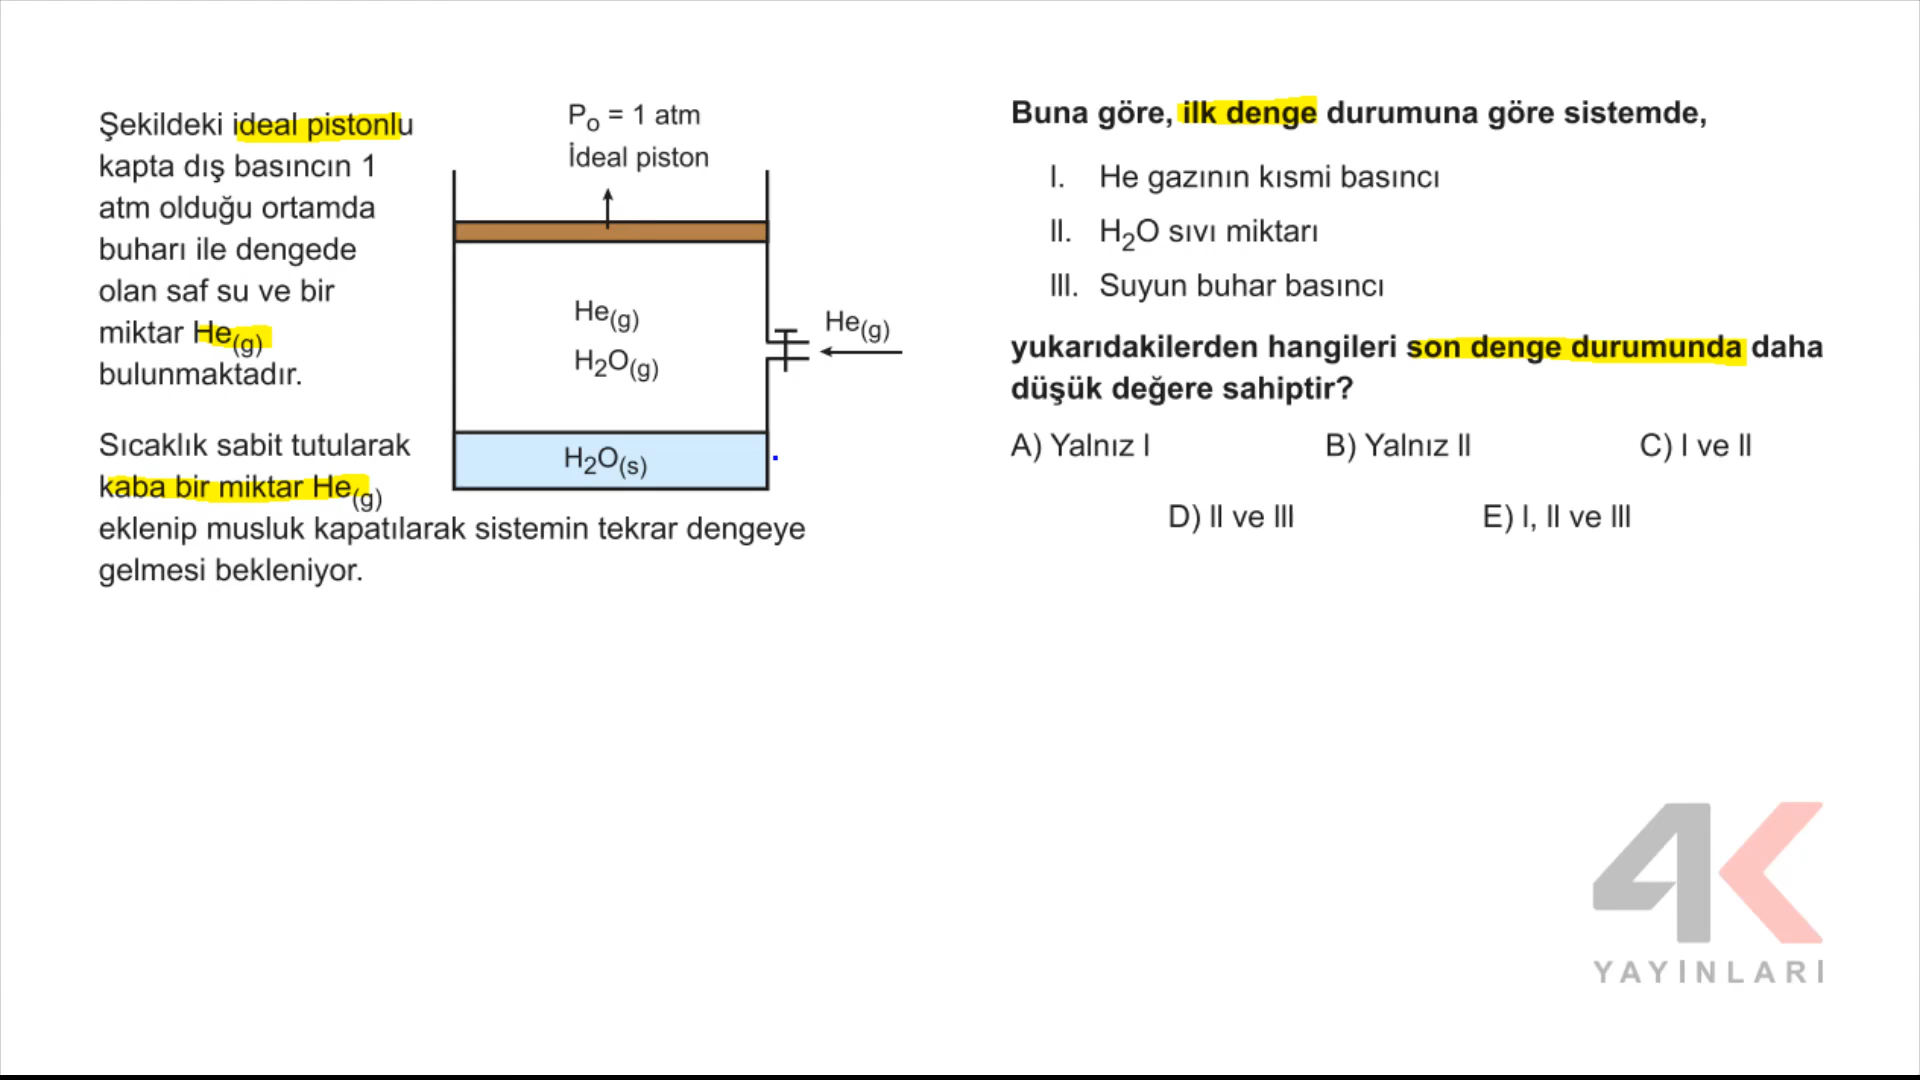 Şekildeki ideal pistonlu
kapta dış basıncın 1
atm olduğu ortamda
buharı ile dengede
olan saf su ve bir
miktar He(g)
bulunmaktadır.
Sıcaklık sabit tutularak
kaba bir miktar He(g)
eklenip musluk kapatılarak sistemin tekrar dengeye
gelmesi bekleniyor.
Po = 1 atm
İdeal piston
He(g)
H2O(g)
He(g)
H2O(s)
Buna göre, ilk denge durumuna göre sistemde,
I. He gazının kısmi basıncı
II. H2O sıvı miktarı
III. Suyun buhar basıncı
yukarıdakilerden hangileri son denge durumunda daha
düşük değere sahiptir?
A) Yalnız I B) Yalnız II C) I ve II
D) II ve III E) I, II ve III
4K
YAYINLARI